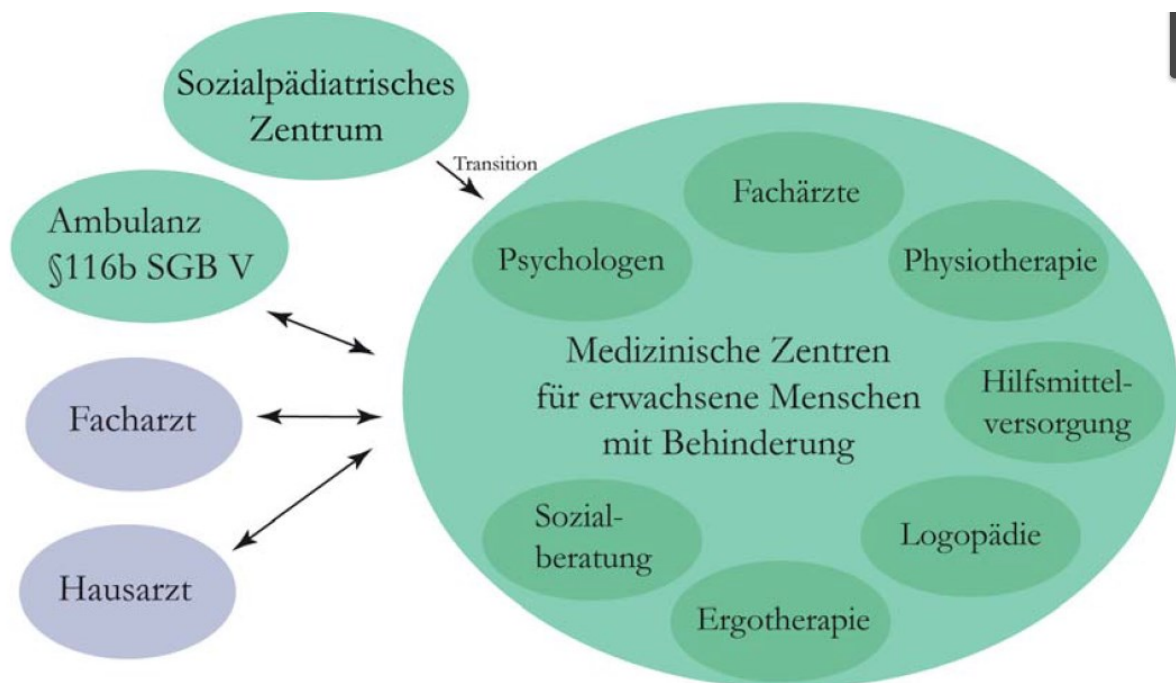 Sozialpädiatrisches
Zentrum
Transition
Ambulanz
§116b SGB V
Facharzt
Hausarzt
Fachärzte
Psychologen
Physiotherapie
Medizinische Zentren
für erwachsene Menschen
mit Behinderung
Hilfsmittel-
versorgung
Sozial-
beratung
Logopädie
Ergotherapie